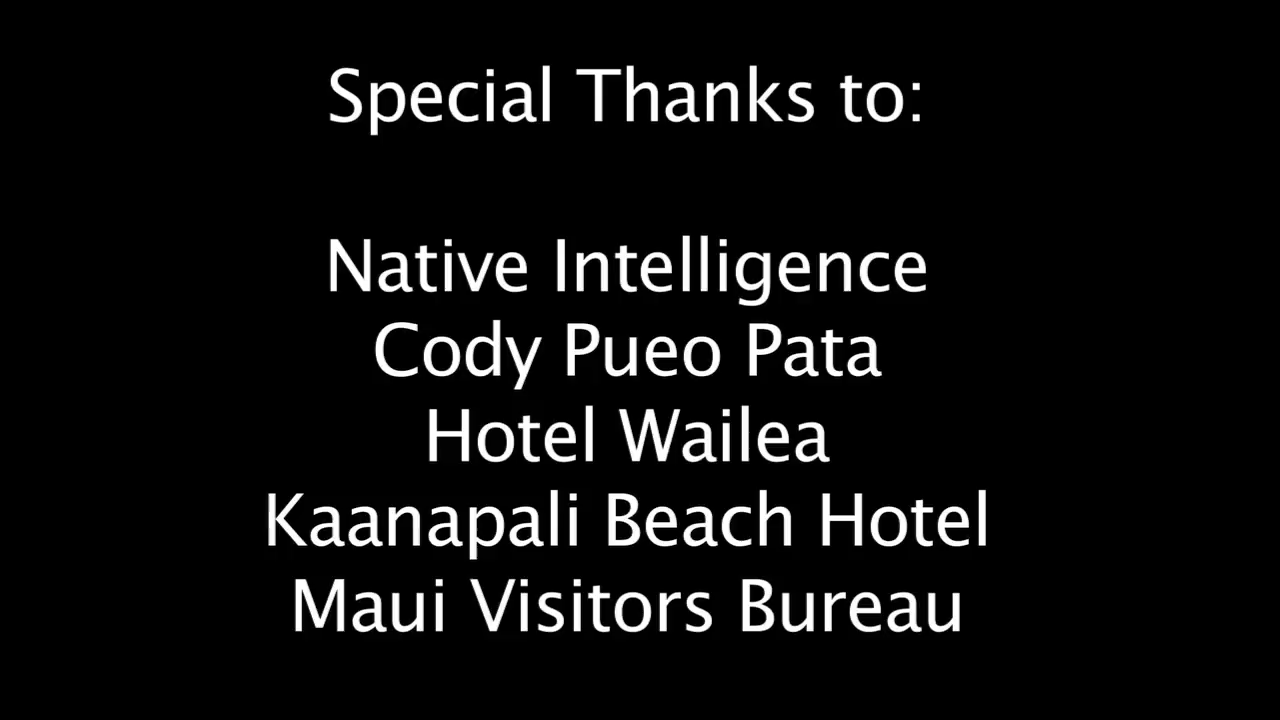 Special Thanks to:
Native Intelligence
Cody Pueo Pata
Hotel Wailea
Kaanapali Beach Hotel
Maui Visitors Bureau